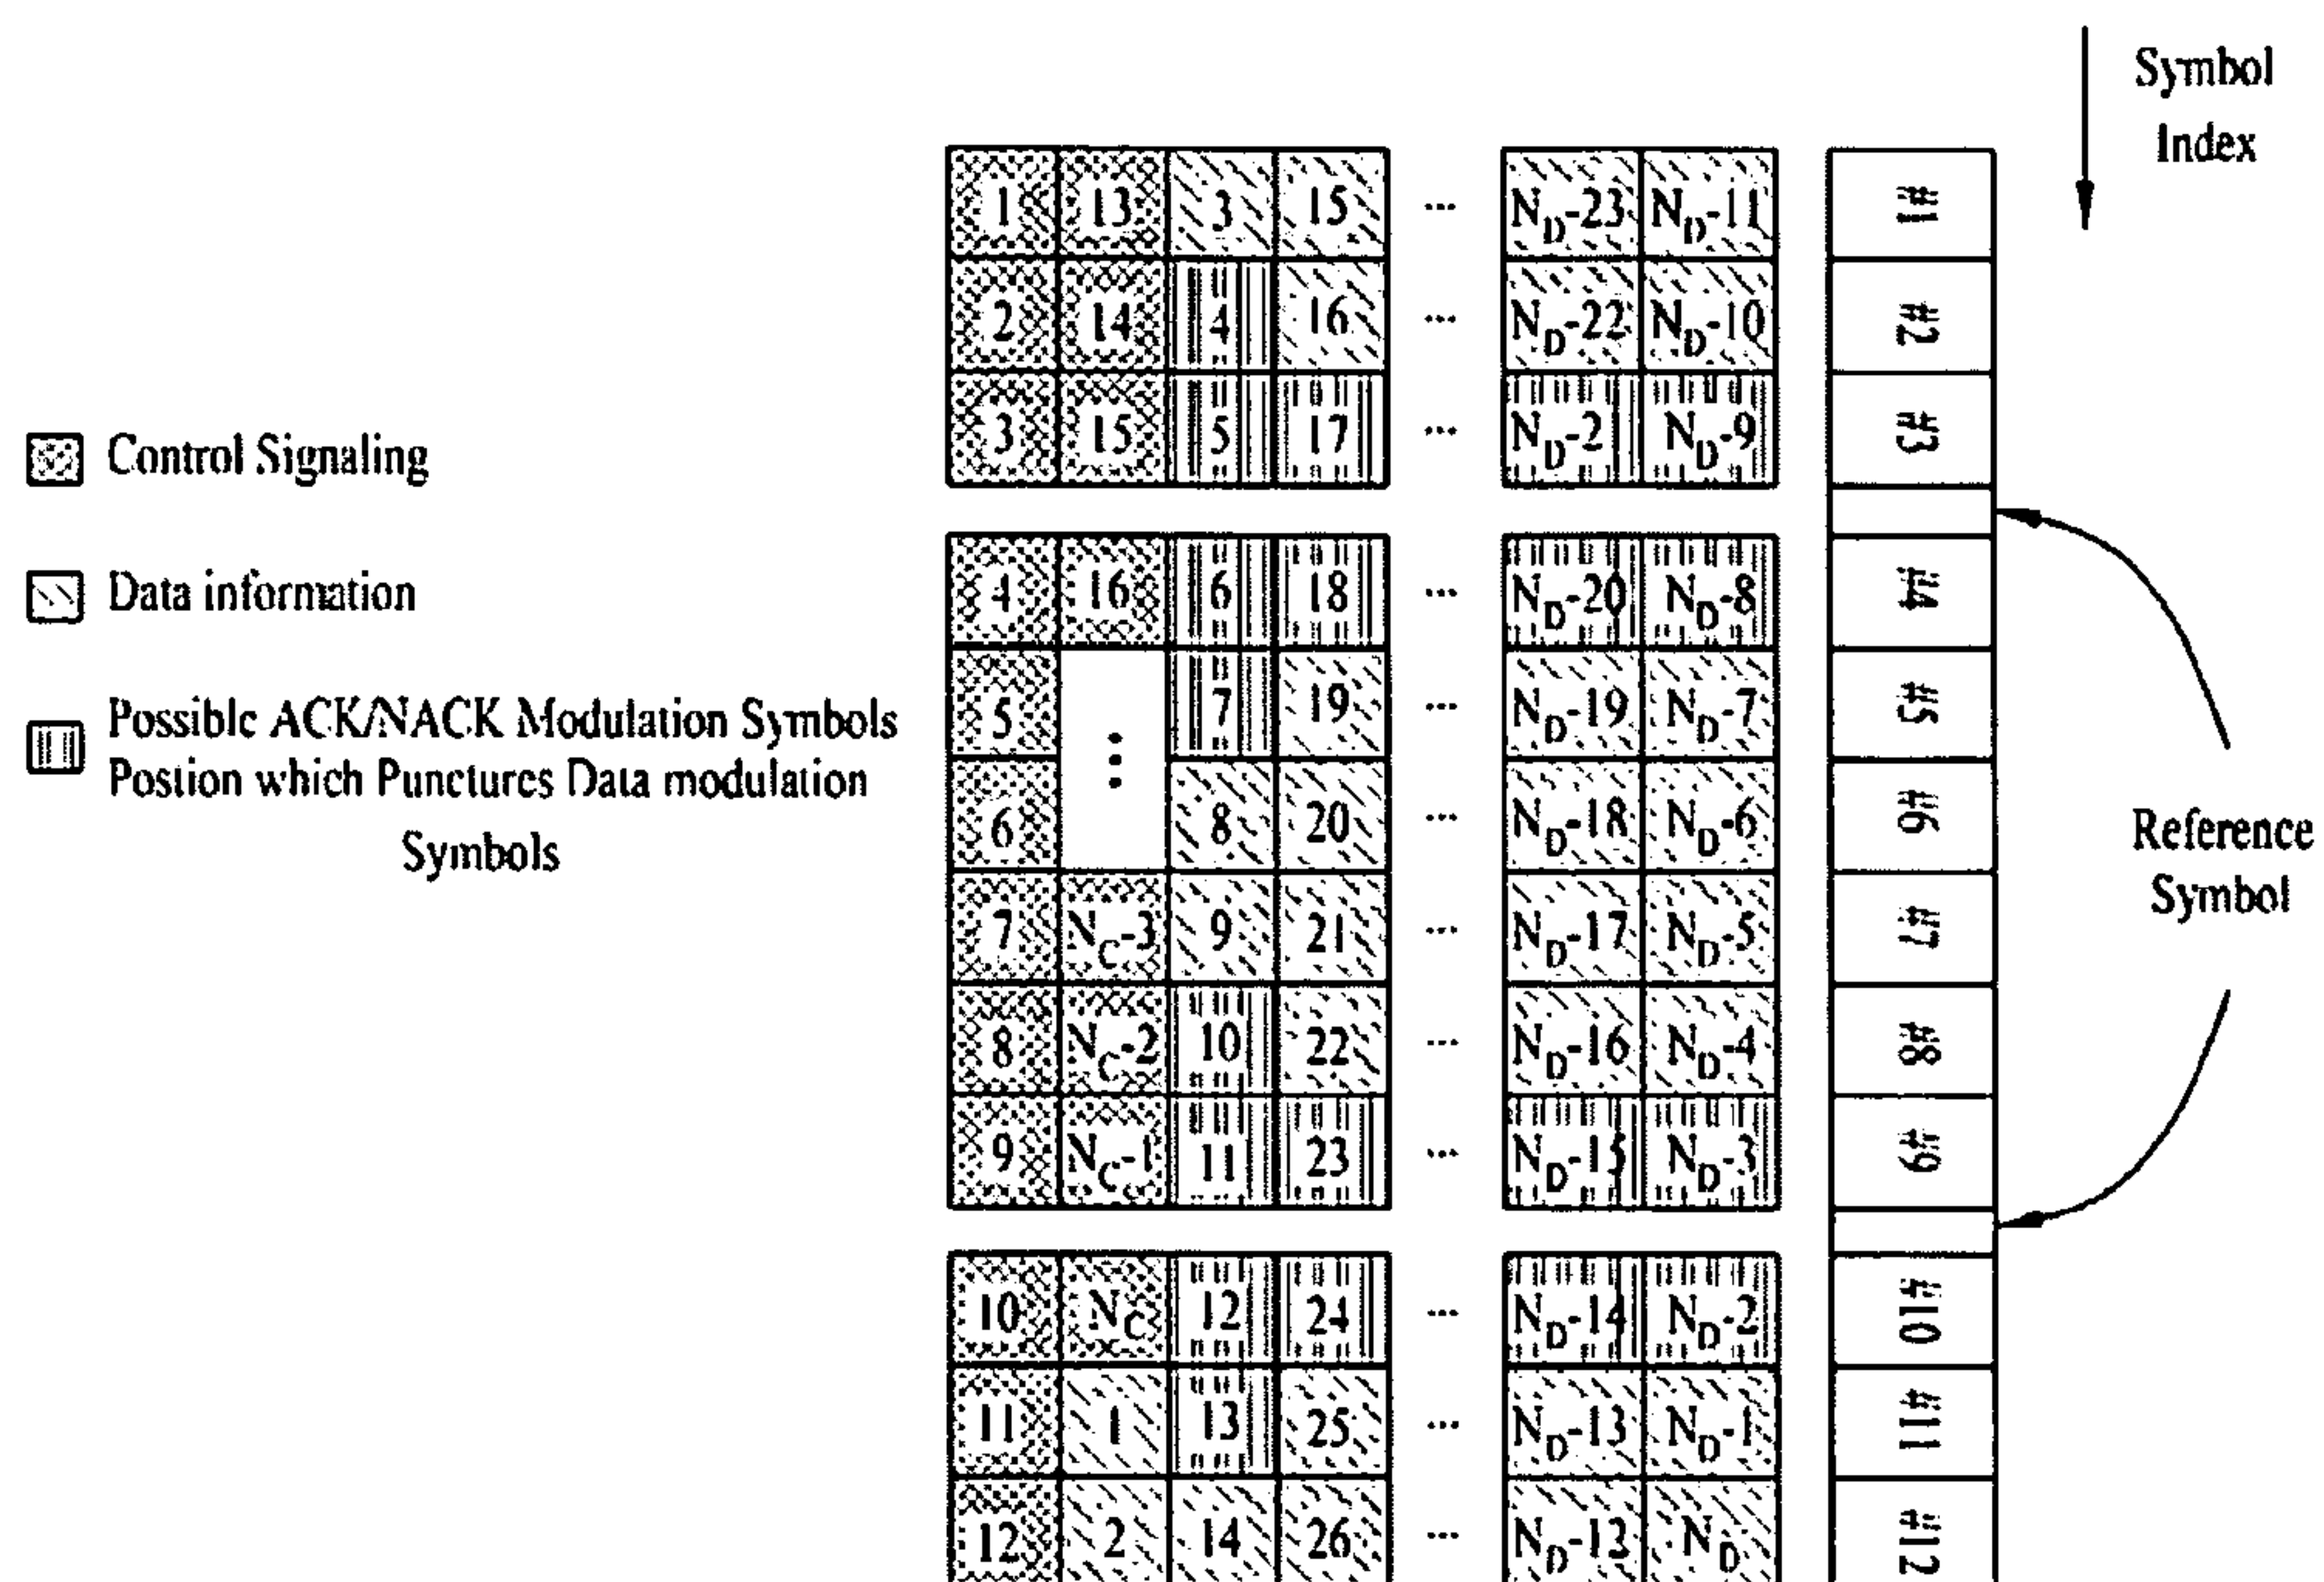 Symbol
Index
1 13 3 15 ... N_D-23 N_D-11 #1
2 14 4 16 ... N_D-22 N_D-10 #2
3 15 5 17 ... N_D-21 N_D-9 #3
Control Signaling
Data information
Possible ACK/NACK Modulation Symbols
Postion which Punctures Data modulation
Symbols
4 16 6 18 ... N_D-20 N_D-8 #4
5 7 19 ... N_D-19 N_D-7 #5
⋮
6 8 20 ... N_D-18 N_D-6 #6
7 N_C-3 9 21 ... N_D-17 N_D-5 #7
8 N_C-2 10 22 ... N_D-16 N_D-4 #8
9 N_C-1 11 23 ... N_D-15 N_D-3 #9
Reference
Symbol
10 N_C 12 24 ... N_D-14 N_D-2 #10
11 1 13 25 ... N_D-13 N_D-1 #11
12 2 14 26 ... N_D-13 N_D #12